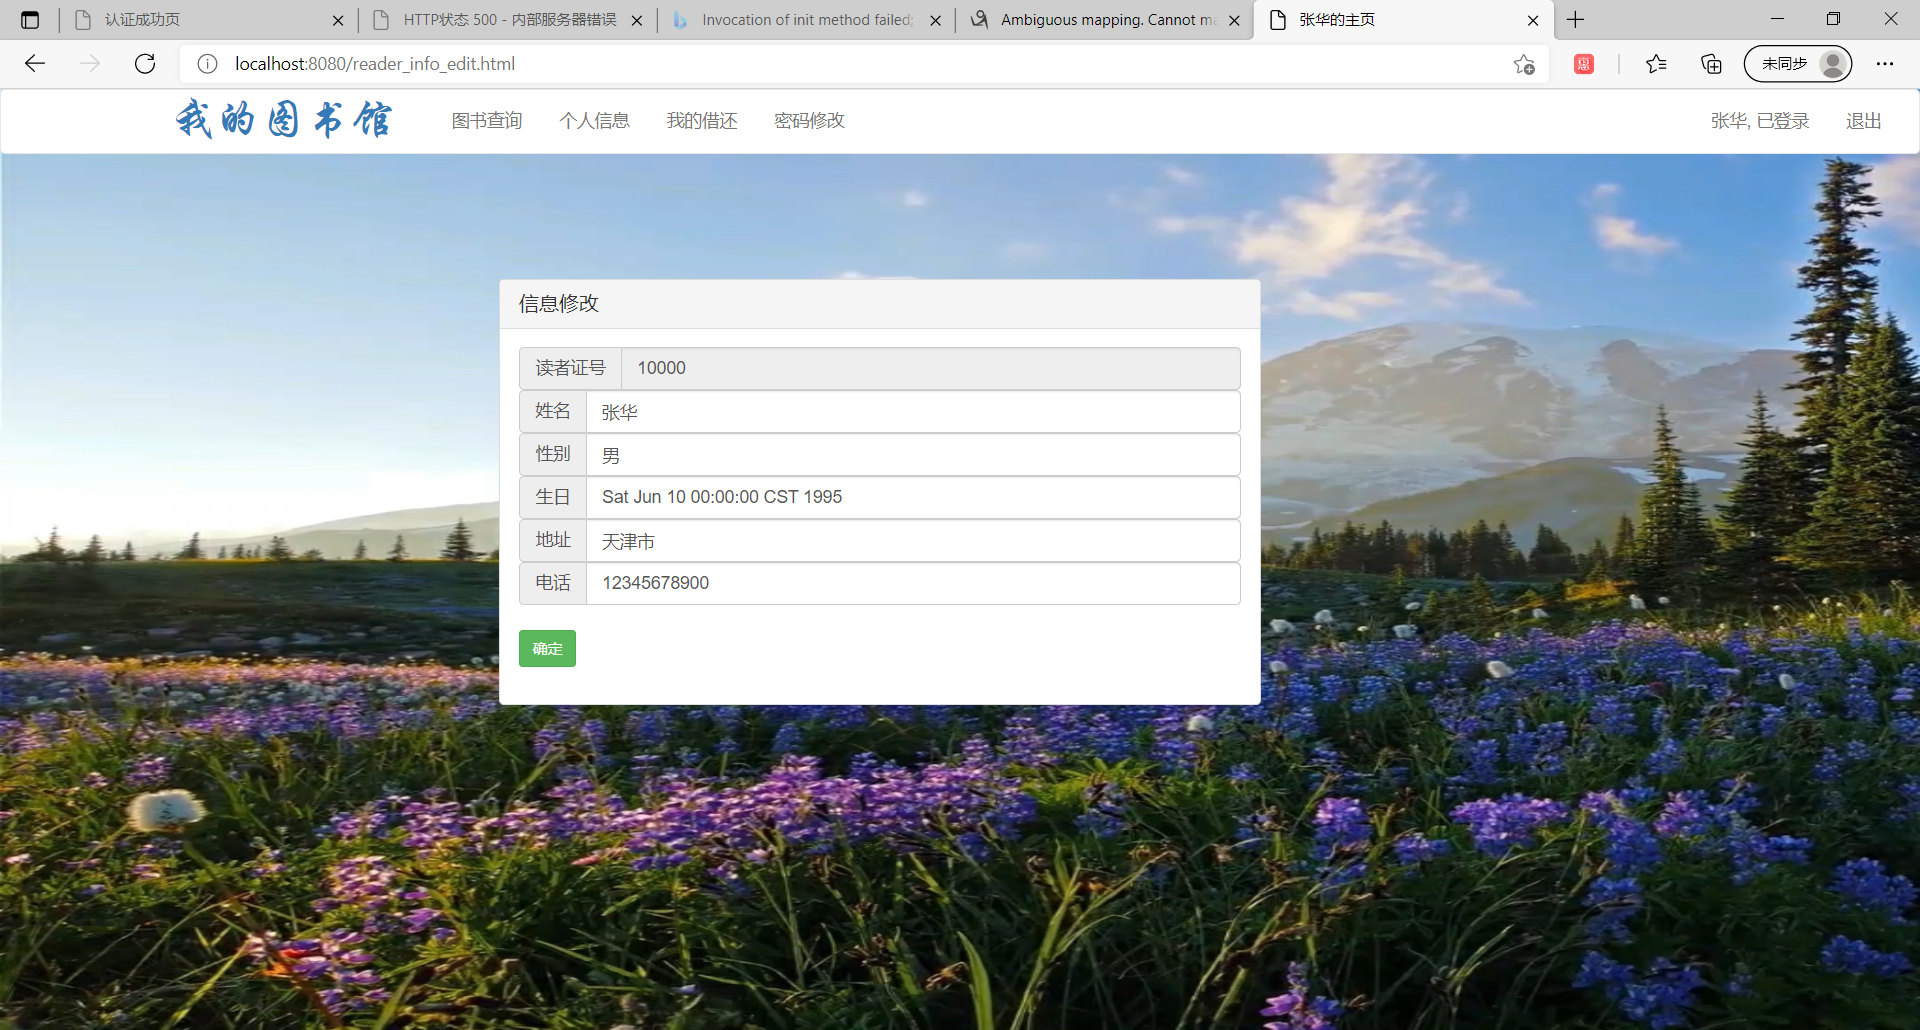 认证成功页
HTTP状态 500 - 内部服务器错误
Invocation of init method failed;
Ambiguous mapping. Cannot ma
张华的主页
localhost:8080/reader_info_edit.html
惠
未同步
我的图书馆
图书查询
个人信息
我的借还
密码修改
张华, 已登录
退出
信息修改
读者证号 10000
姓名 张华
性别 男
生日 Sat Jun 10 00:00:00 CST 1995
地址 天津市
电话 12345678900
确定